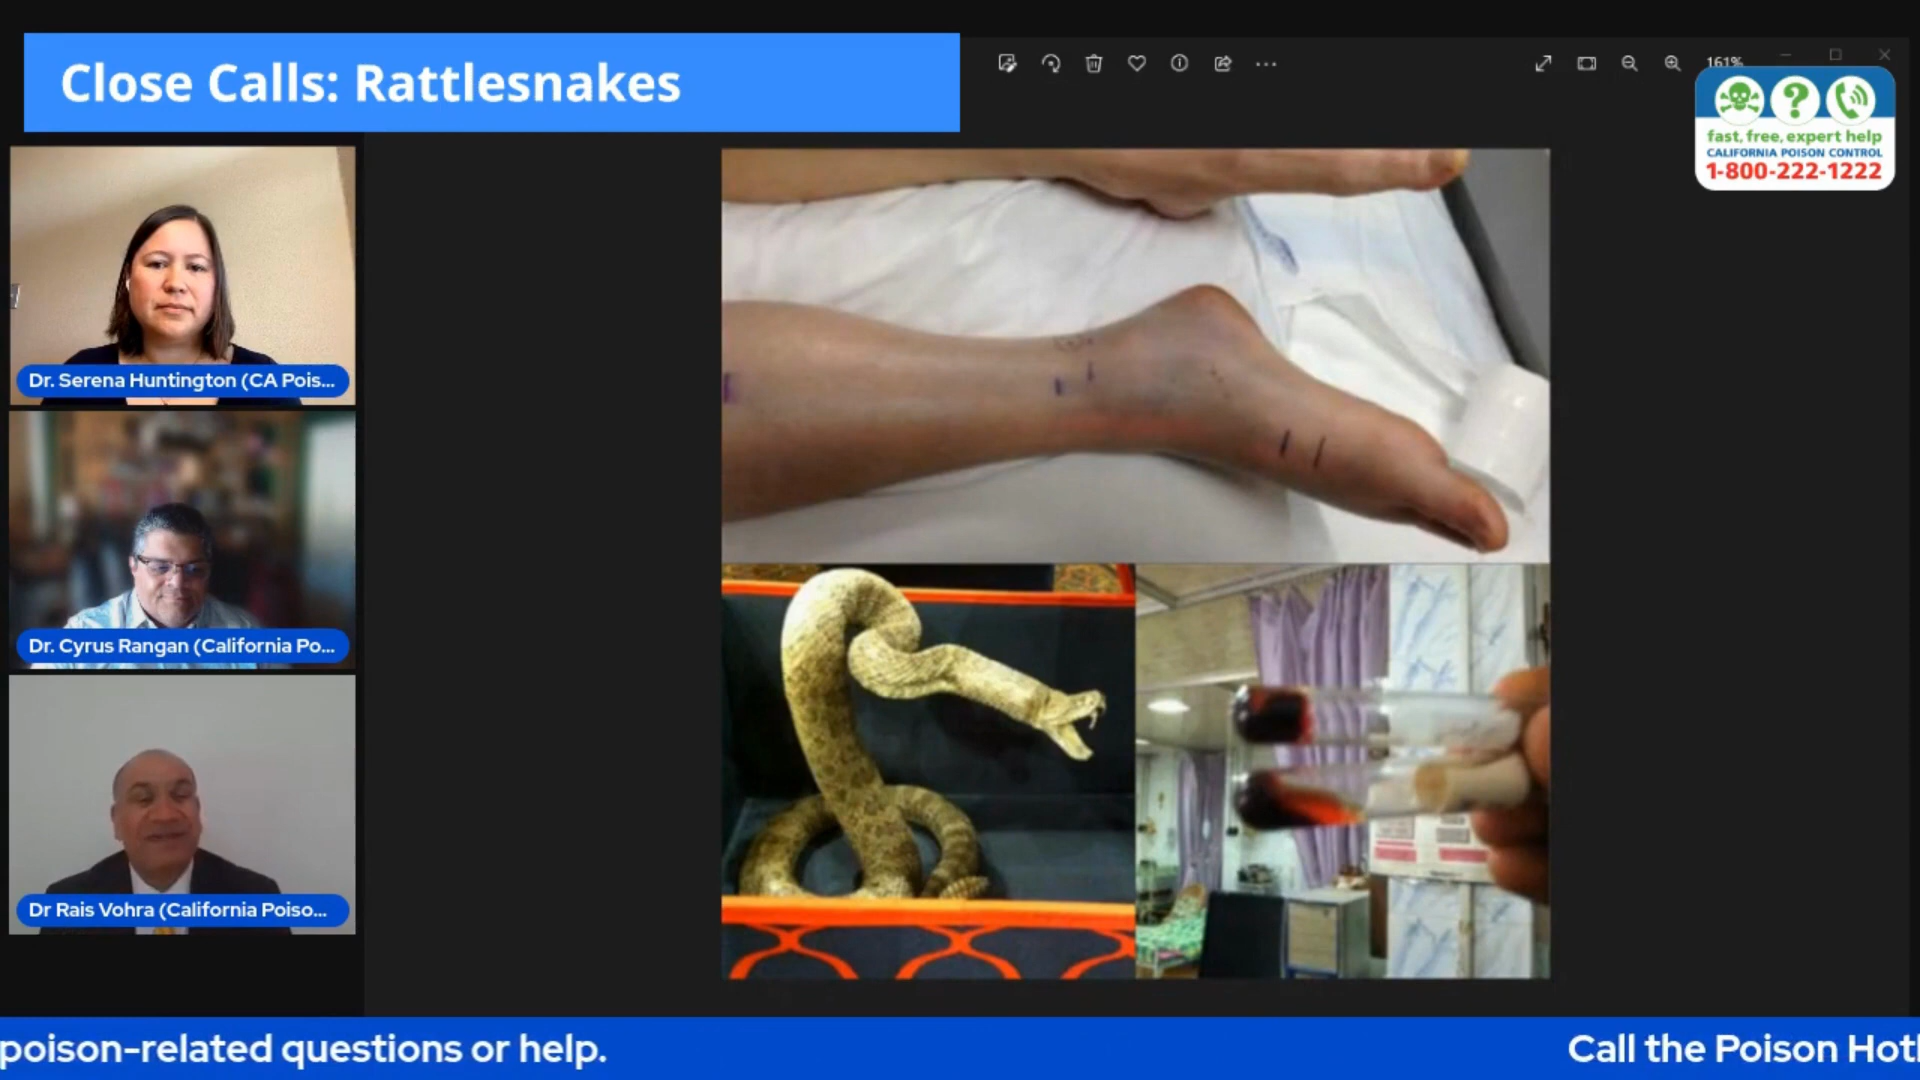 Close Calls: Rattlesnakes
161%
fast, free, expert help
CALIFORNIA POISON CONTROL
1-800-222-1222
Dr. Serena Huntington (CA Pois...
Dr. Cyrus Rangan (California Po...
Dr Rais Vohra (California Poiso...
poison-related questions or help.
Call the Poison Hotl